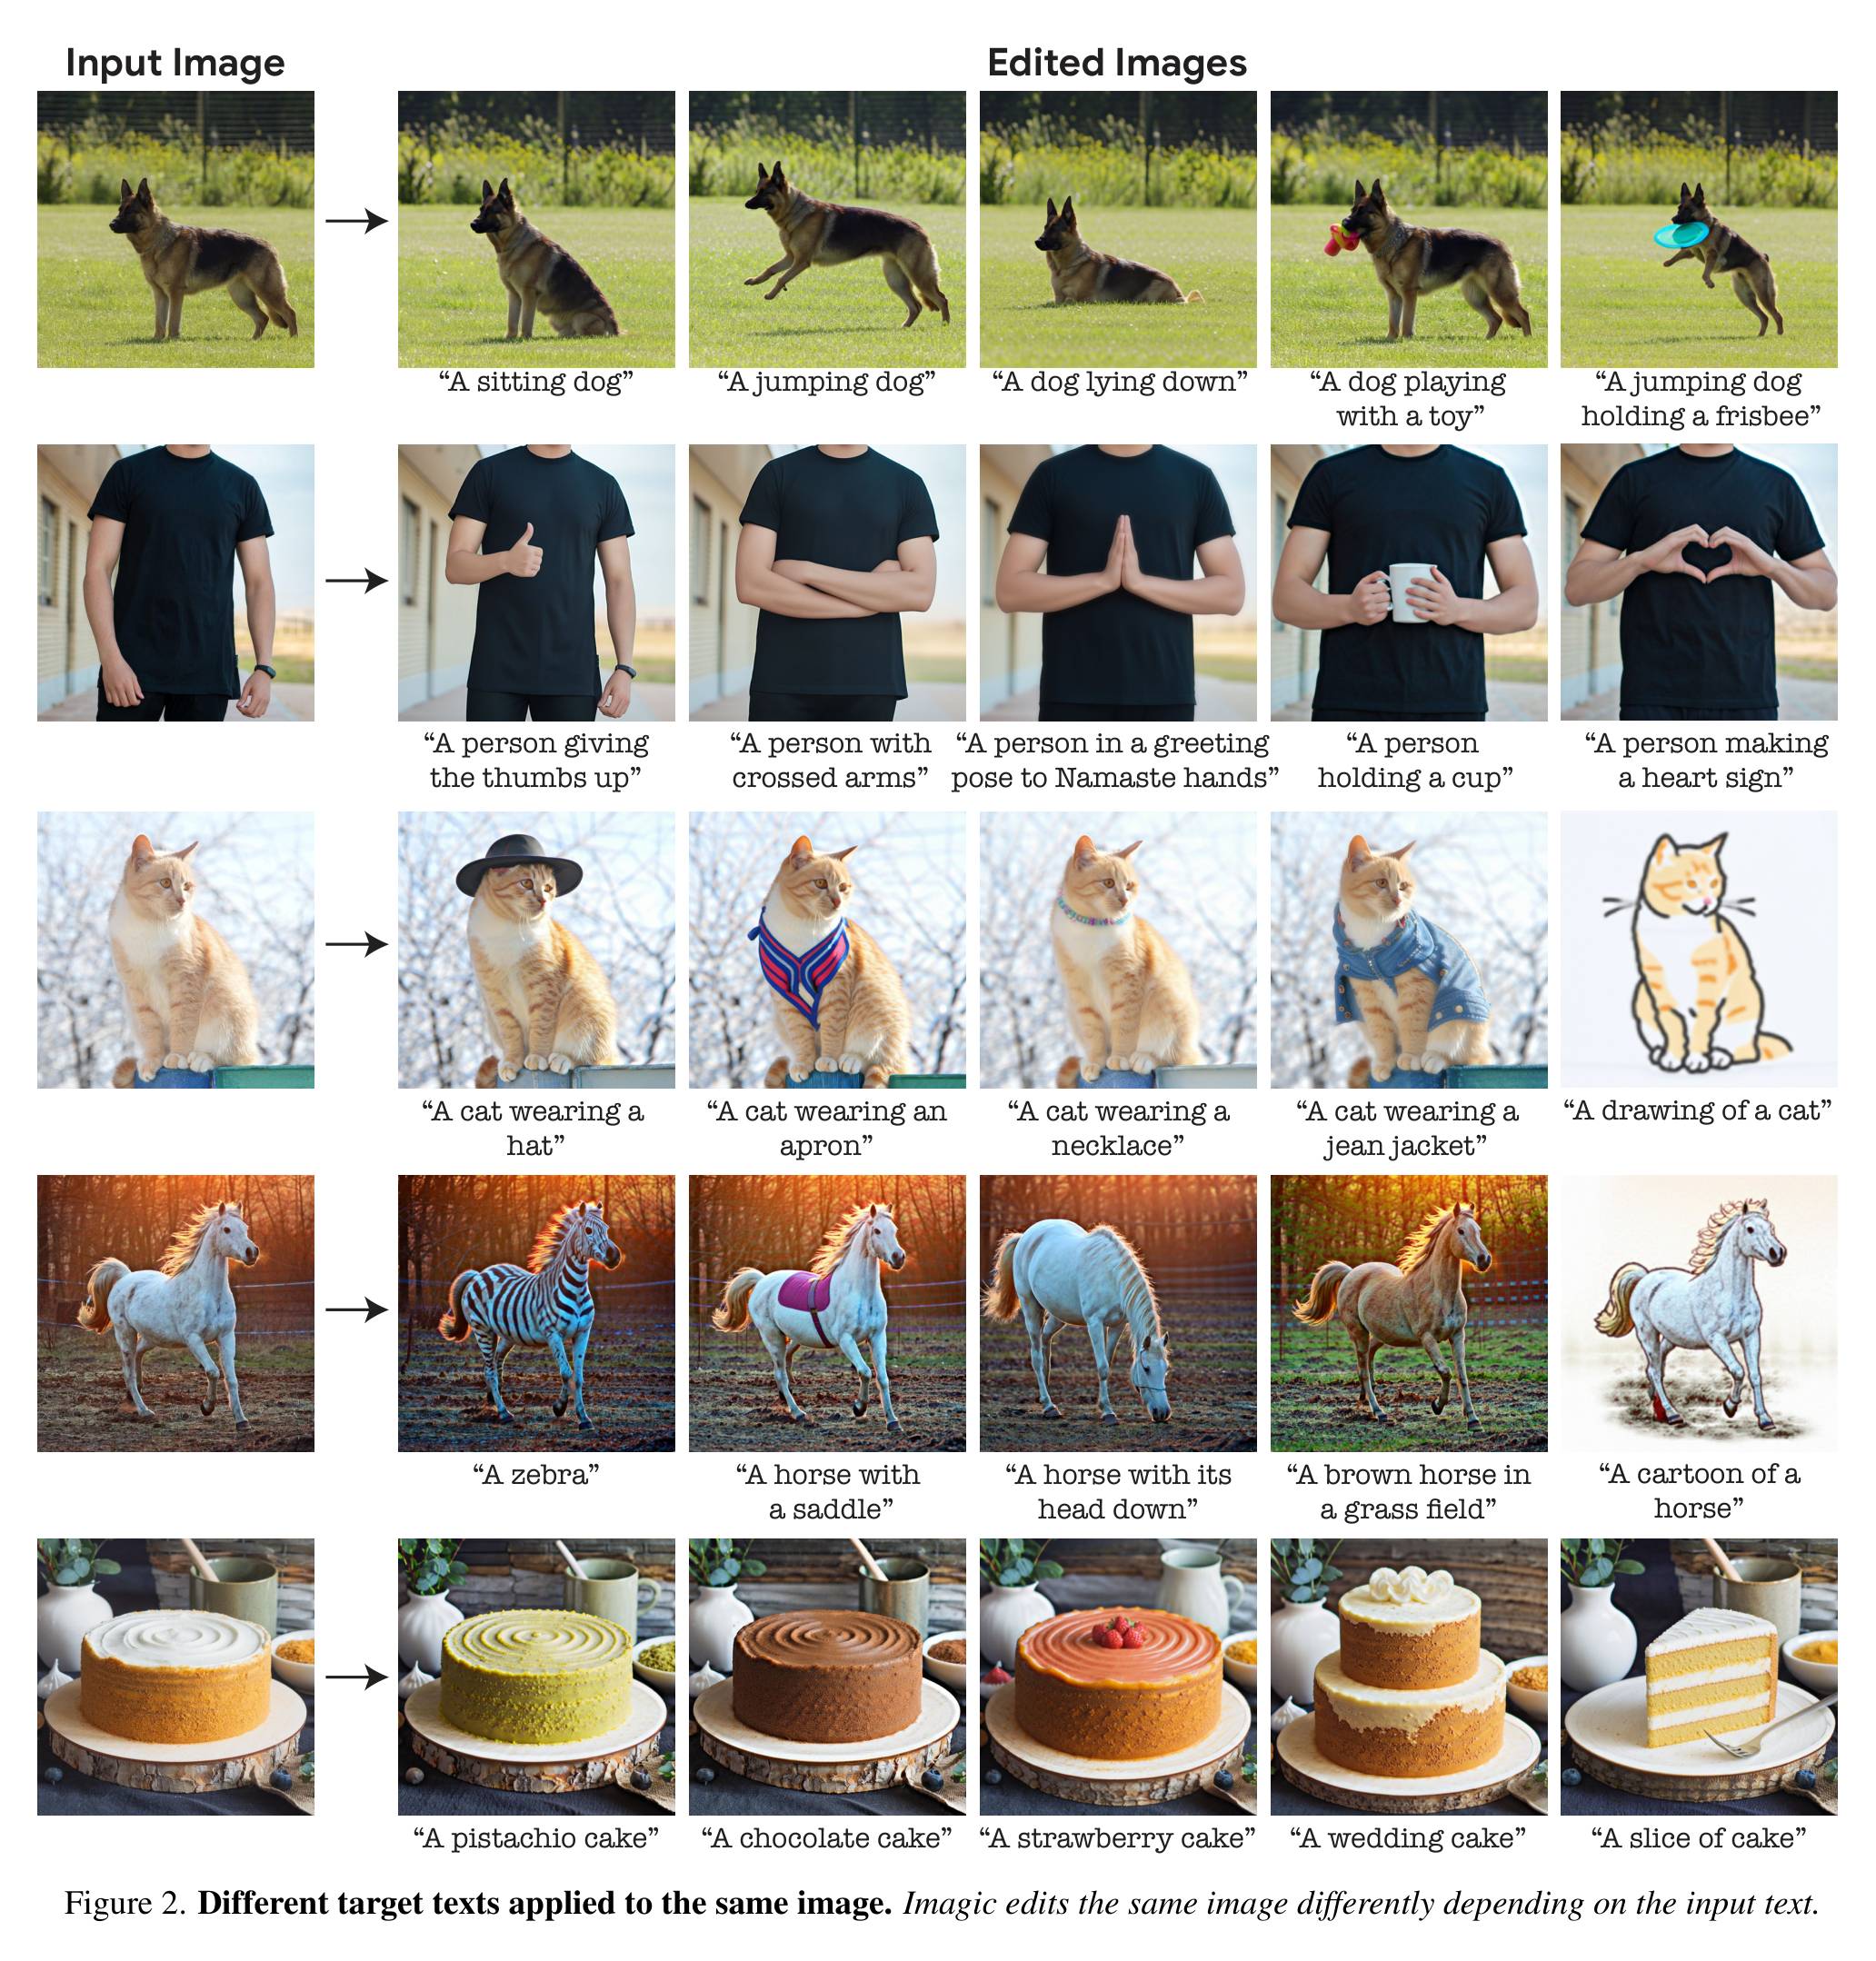 Input Image
Edited Images
“A sitting dog”
“A jumping dog”
“A dog lying down”
“A dog playing
with a toy”
“A jumping dog
holding a frisbee”
“A person giving
the thumbs up”
“A person with
crossed arms”
“A person in a greeting
pose to Namaste hands”
“A person
holding a cup”
“A person making
a heart sign”
“A cat wearing a
hat”
“A cat wearing an
apron”
“A cat wearing a
necklace”
“A cat wearing a
jean jacket”
“A drawing of a cat”
“A zebra”
“A horse with
a saddle”
“A horse with its
head down”
“A brown horse in
a grass field”
“A cartoon of a
horse”
“A pistachio cake”
“A chocolate cake”
“A strawberry cake”
“A wedding cake”
“A slice of cake”
Figure 2. Different target texts applied to the same image. Imagic edits the same image differently depending on the input text.